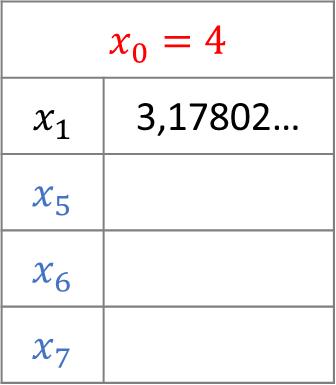 x₀ = 4
x₁ 3,17802...
x₅
x₆
x₇